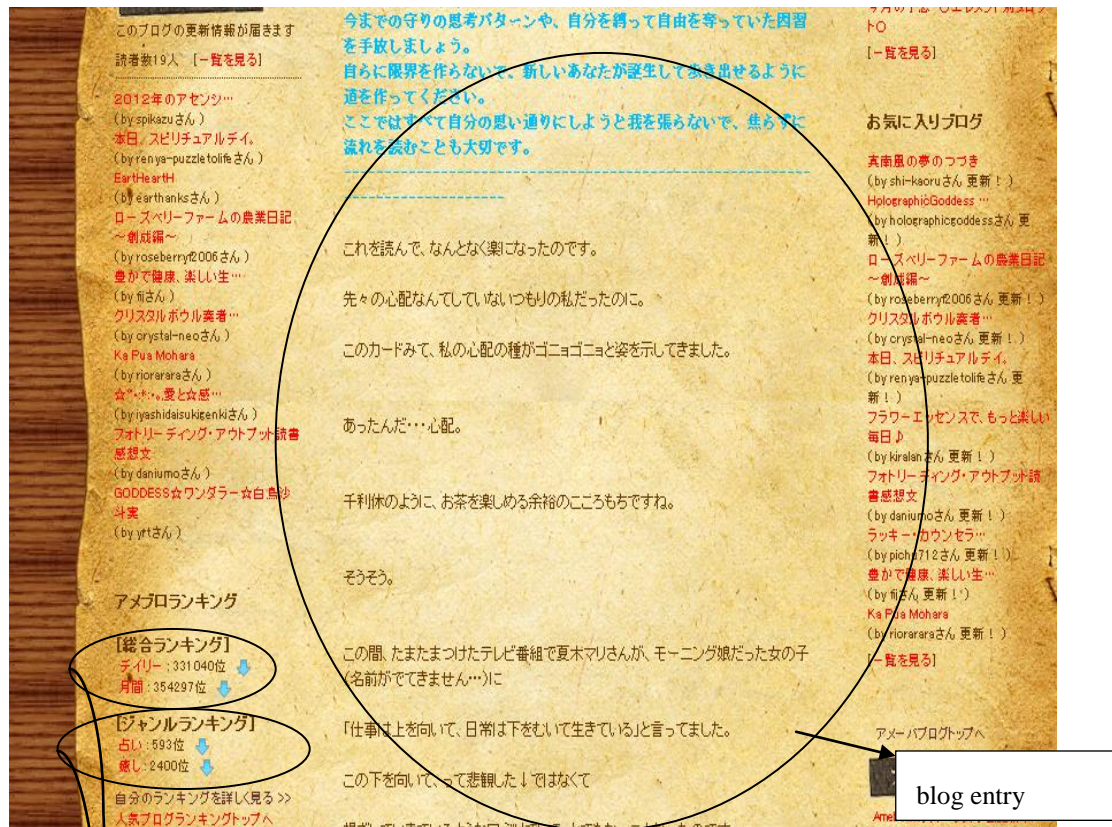 このブログの更新情報が届きます
読者数19人 [一覧を見る]
2012年のアセンシ…
(by spikazuさん)
本日、スピリチュアルデイ。
(by renya-puzzletolifeさん)
EartHeartH
(by earthanksさん)
ローズベリーファームの農業日記
～創成編～
(by roseberryf2006さん)
豊かで健康、楽しい生…
(by fijさん)
クリスタルボウル奏者…
(by crystal-neoさん)
Ka Pua Mohara
(by riorararaさん)
(by iyashidaisukigenkiさん)
フォトリーディング・アウトプット読書
感想文
(by daniumoさん)
GODDESS☆ワンダラー☆白鳥沙
斗実
(by yrtさん)
アメブロランキング
[総合ランキング]
デイリー:331040位
月間:354297位
[ジャンルランキング]
占い:593位
癒し:2400位
自分のランキングを詳しく見る >>
人気ブログランキングトップへ
今までの守りの思考パターンや、自分を縛って自由を奪っていた因習
を手放しましょう。
自らに限界を作らないで、新しいあなたが誕生して歩き出せるように
道を作ってください。
ここではすべて自分の思い通りにしようと我を張らないで、焦らずに
流れを読むことも大切です。
これを読んで、なんとなく楽になったのです。
先々の心配なんてしていないつもりの私だったのに。
このカードみて、私の心配の種がゴニョゴニョと姿を示してきました。
あったんだ・・・心配。
千利休のように、お茶を楽しめる余裕のこころもちですね。
そうそう。
この間、たまたまつけたテレビ番組で夏木マリさんが、モーニング娘だった女の子
(名前がでてきません…)に
「仕事は上を向いて、日常は下をむいて生きている」と言ってました。
この下を向いて、って悲観した↓ではなくて
ト○
[一覧を見る]
お気に入りブログ
真南風の夢のつづき
(by shi-kaoruさん 更新！)
HolographicGoddess …
(by holographicgoddessさん 更
新！)
ローズベリーファームの農業日記
～創成編～
(by roseberryf2006さん 更新！)
クリスタルボウル奏者…
(by crystal-neoさん 更新！)
本日、スピリチュアルデイ。
(by renya-puzzletolifeさん 更
新！)
フラワーエッセンスで、もっと楽しい
毎日♪
(by kiralanさん 更新！)
フォトリーディング・アウトプット読
書感想文
(by daniumoさん 更新！)
ラッキー・カウンセラ…
(by pichu712さん 更新！)
豊かで健康、楽しい生…
(by fijさん 更新！)
Ka Pua Mohara
(by riorararaさん 更新！)
[一覧を見る]
アメーバブログトップへ
blog entry